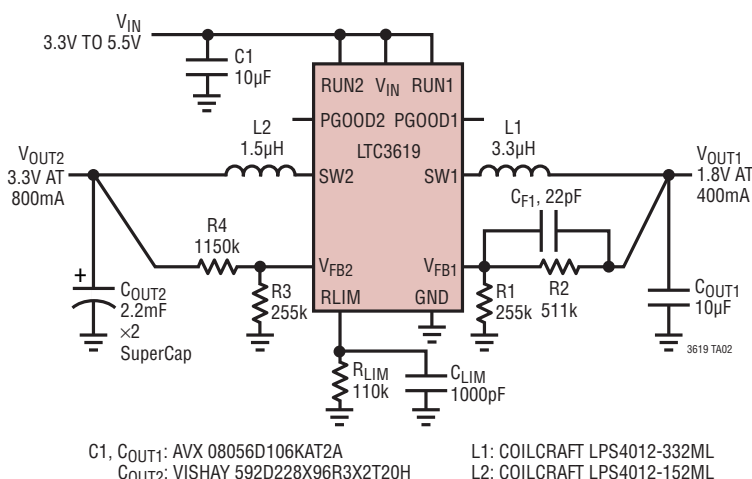 VIN
3.3V TO 5.5V
C1
10µF
RUN2 VIN RUN1
PGOOD2 PGOOD1
LTC3619
L2
1.5µH
L1
3.3µH
VOUT2
3.3V AT
800mA
SW2 SW1
VOUT1
1.8V AT
400mA
CF1, 22pF
R4
1150k
VFB2 VFB1
R3
255k
RLIM GND
R1
255k
R2
511k
+
COUT2
2.2mF
×2
SuperCap
COUT1
10µF
3619 TA02
RLIM
110k
CLIM
1000pF
C1, COUT1: AVX 08056D106KAT2A
COUT2: VISHAY 592D228X96R3X2T20H
L1: COILCRAFT LPS4012-332ML
L2: COILCRAFT LPS4012-152ML